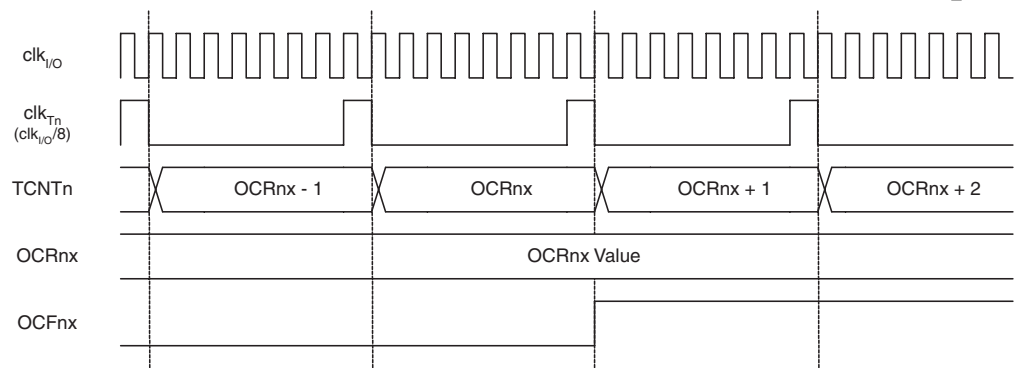 clkI/O
clkTn
(clkI/O/8)
TCNTn OCRnx - 1 OCRnx OCRnx + 1 OCRnx + 2
OCRnx OCRnx Value
OCFnx